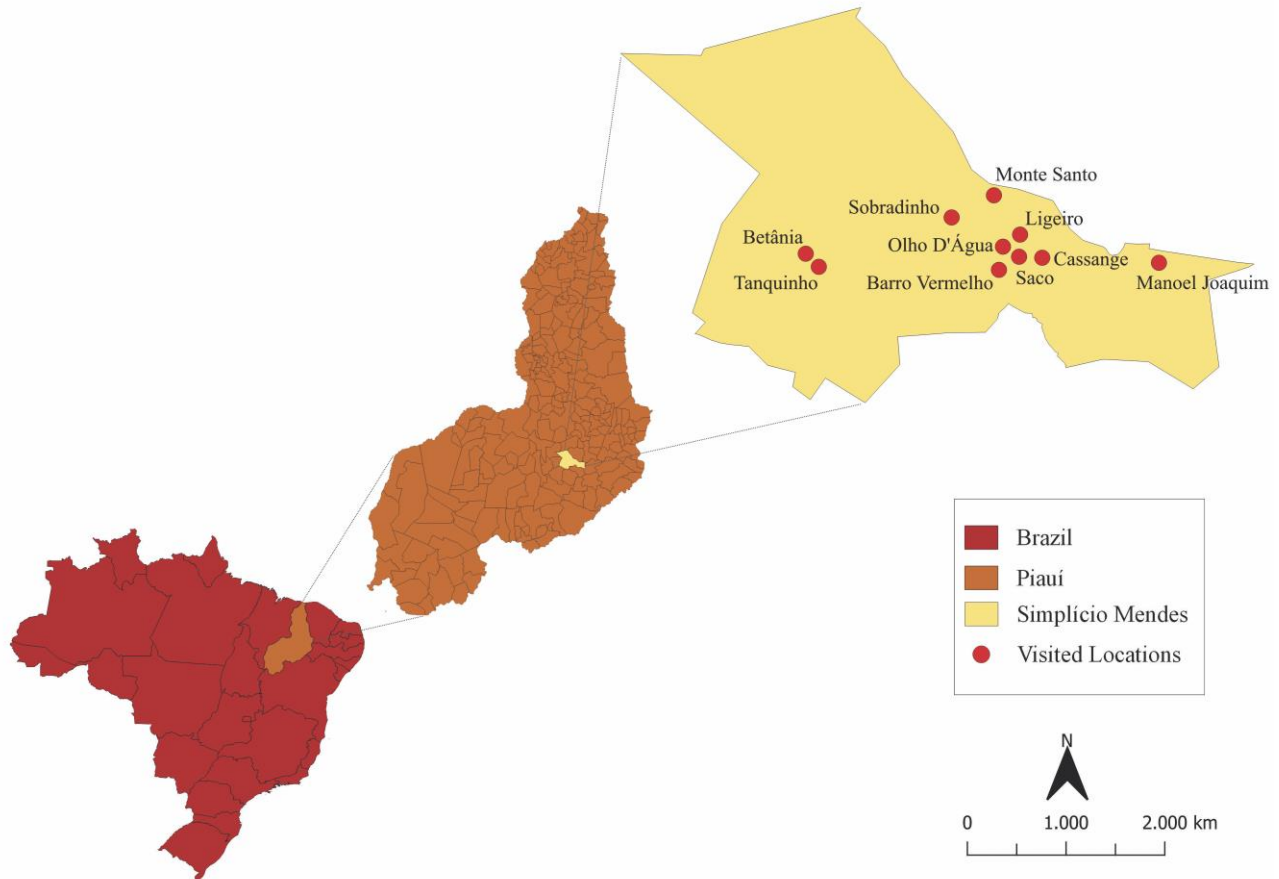 Monte Santo
Sobradinho
Ligeiro
Betânia
Olho D'Água
Cassange
Tanquinho
Barro Vermelho
Saco
Manoel Joaquim
Brazil
Piauí
Simplício Mendes
Visited Locations
N
0 1.000 2.000 km